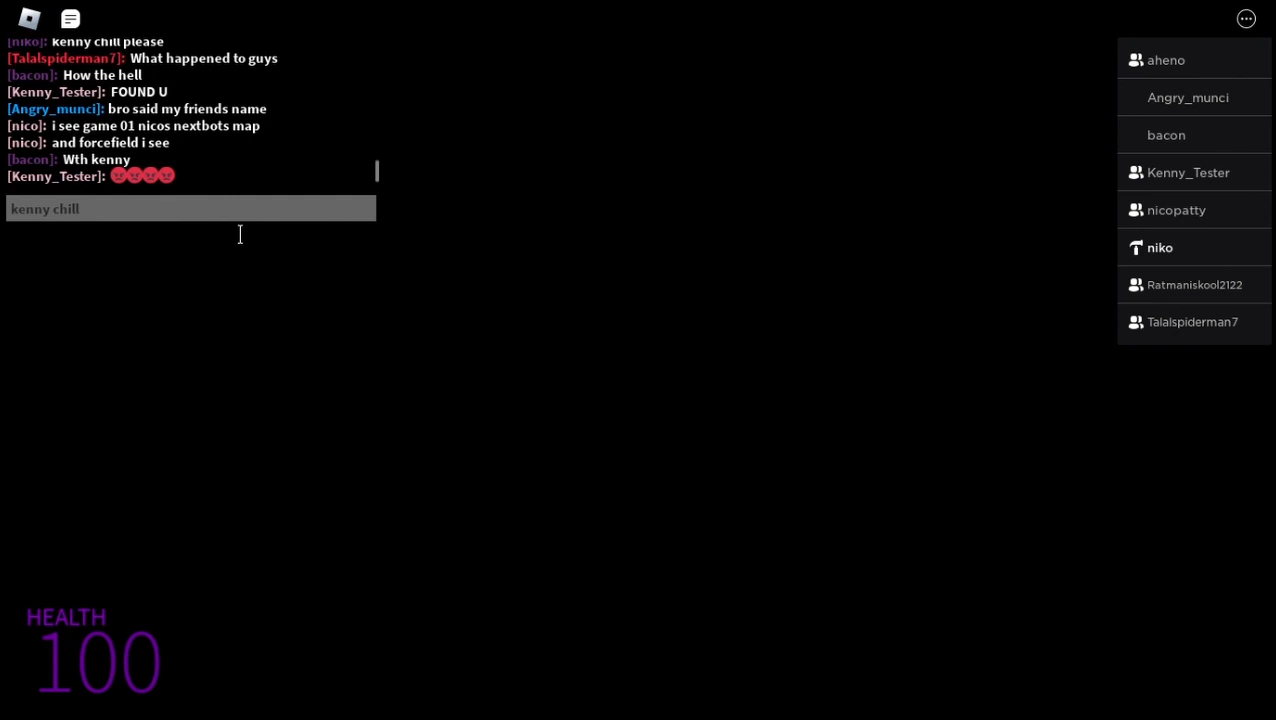 [niko]: kenny chill please
[Talalspiderman7]: What happened to guys
[bacon]: How the hell
[Kenny_Tester]: FOUND U
[Angry_munci]: bro said my friends name
[nico]: i see game 01 nicos nextbots map
[nico]: and forcefield i see
[bacon]: Wth kenny
[Kenny_Tester]: 😡😡😡😡
kenny chill
aheno
Angry_munci
bacon
Kenny_Tester
nicopatty
niko
Ratmaniskool2122
Talalspiderman7
HEALTH
100